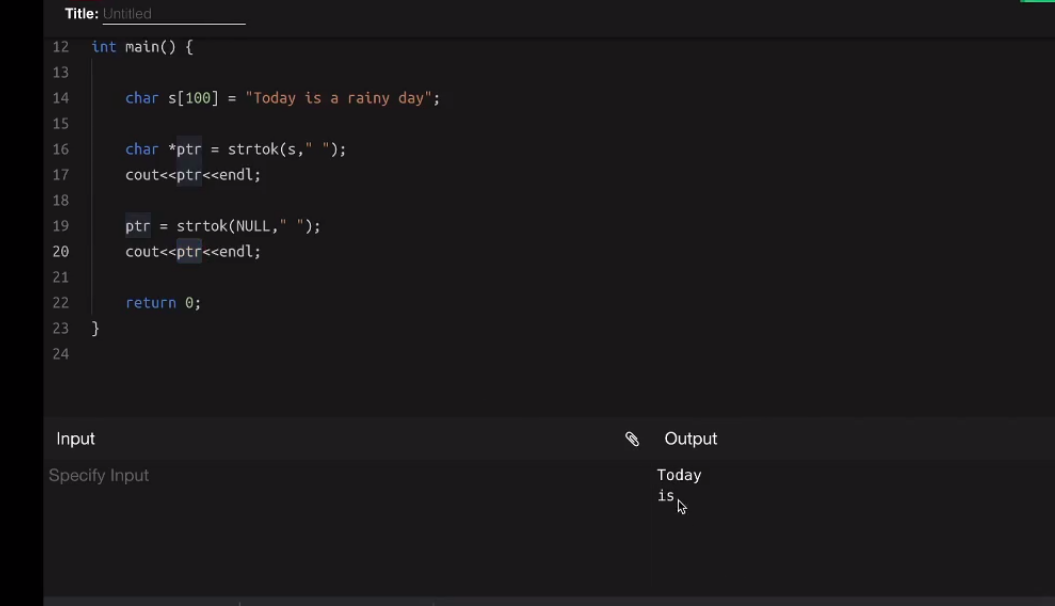 Title: Untitled
12 int main() {
13
14 char s[100] = "Today is a rainy day";
15
16 char *ptr = strtok(s," ");
17 cout<<ptr<<endl;
18
19 ptr = strtok(NULL," ");
20 cout<<ptr<<endl;
21
22 return 0;
23 }
24
Input Output
Specify Input Today
is